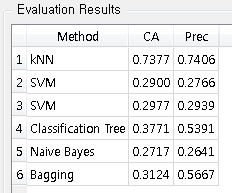 Evaluation Results
Method CA Prec
1 kNN 0.7377 0.7406
2 SVM 0.2900 0.2766
3 SVM 0.2977 0.2939
4 Classification Tree 0.3771 0.5391
5 Naive Bayes 0.2717 0.2641
6 Bagging 0.3124 0.5667